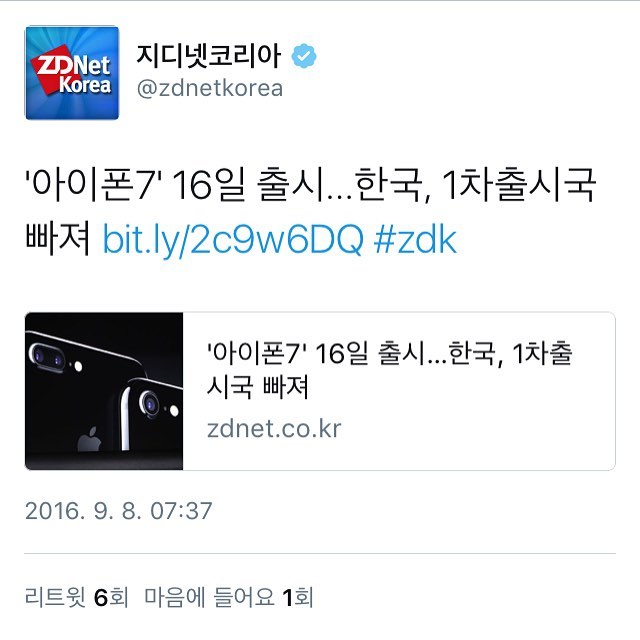 ZDNet
Korea
지디넷코리아
@zdnetkorea
'아이폰7' 16일 출시...한국, 1차출시국
빠져 bit.ly/2c9w6DQ #zdk
'아이폰7' 16일 출시...한국, 1차출
시국 빠져
zdnet.co.kr
2016. 9. 8. 07:37
리트윗 6회 마음에 들어요 1회